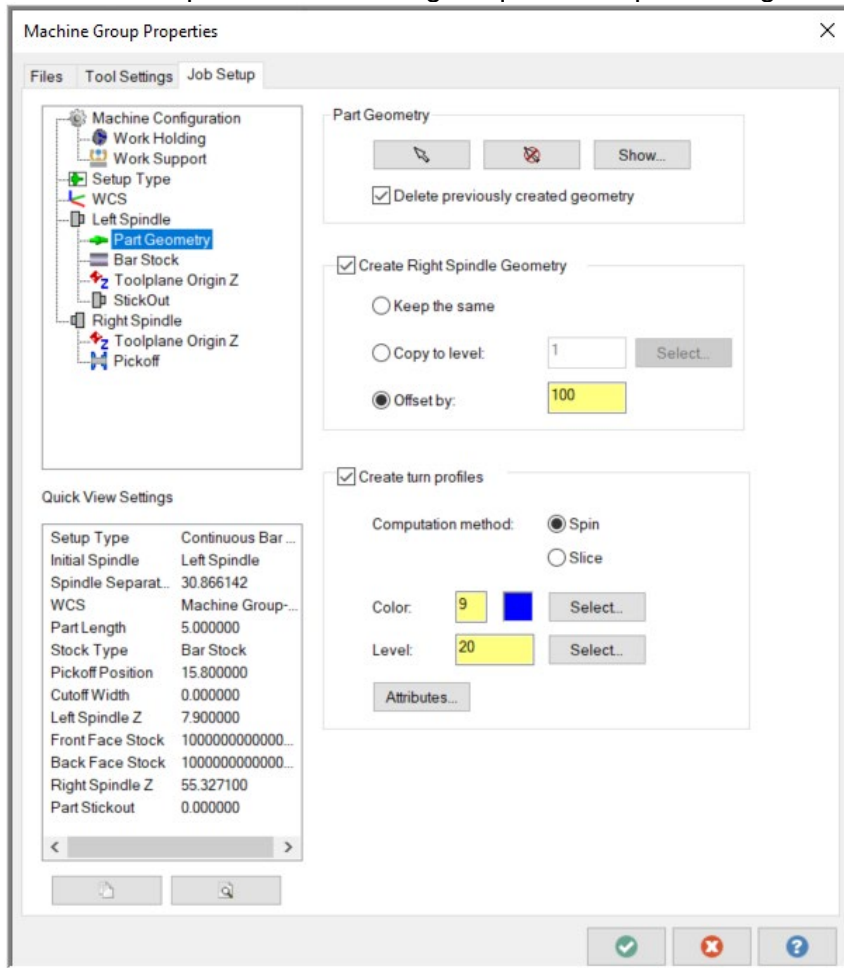 Machine Group Properties
Files Tool Settings Job Setup
Machine Configuration
Work Holding
Work Support
Setup Type
WCS
Left Spindle
Part Geometry
Bar Stock
Toolplane Origin Z
StickOut
Right Spindle
Toolplane Origin Z
Pickoff
Quick View Settings
Setup Type Continuous Bar ...
Initial Spindle Left Spindle
Spindle Separat... 30.866142
WCS Machine Group-...
Part Length 5.000000
Stock Type Bar Stock
Pickoff Position 15.800000
Cutoff Width 0.000000
Left Spindle Z 7.900000
Front Face Stock 1000000000000...
Back Face Stock 1000000000000...
Right Spindle Z 55.327100
Part Stickout 0.000000
Part Geometry
Show...
Delete previously created geometry
Create Right Spindle Geometry
Keep the same
Copy to level: 1 Select...
Offset by: 100
Create turn profiles
Computation method: Spin
Slice
Color: 9 Select...
Level: 20 Select...
Attributes...